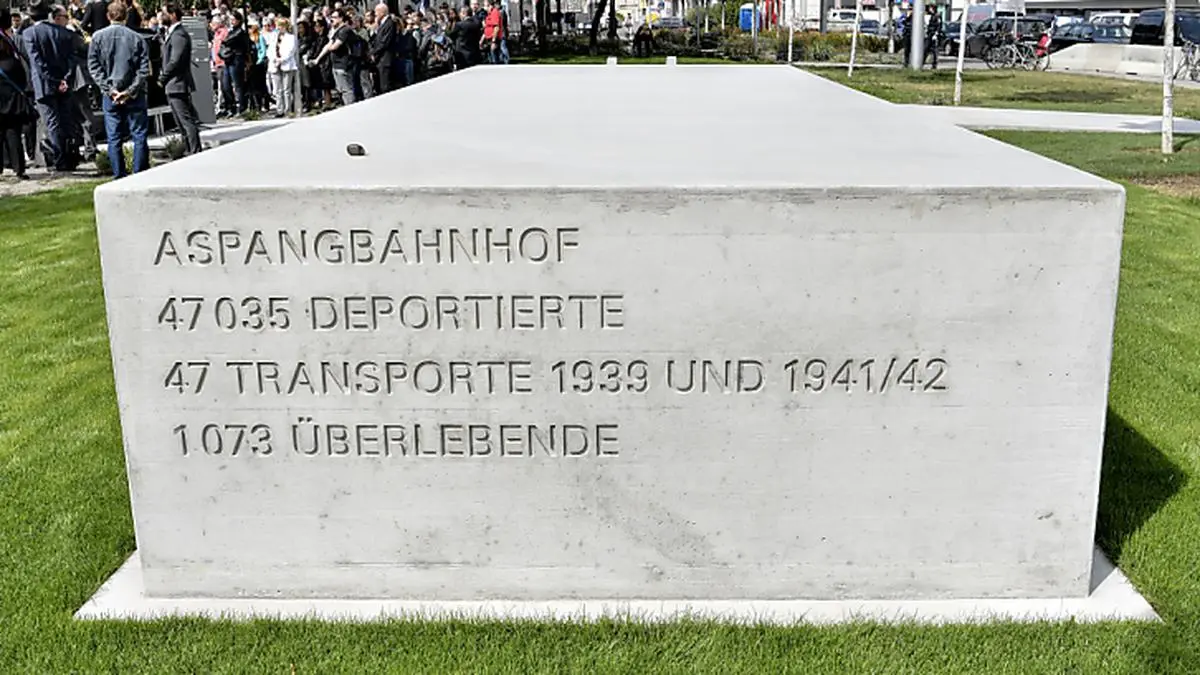 ASPANGBAHNHOF
47 035 DEPORTIERTE
47 TRANSPORTE 1939 UND 1941/42
1 073 ÜBERLEBENDE